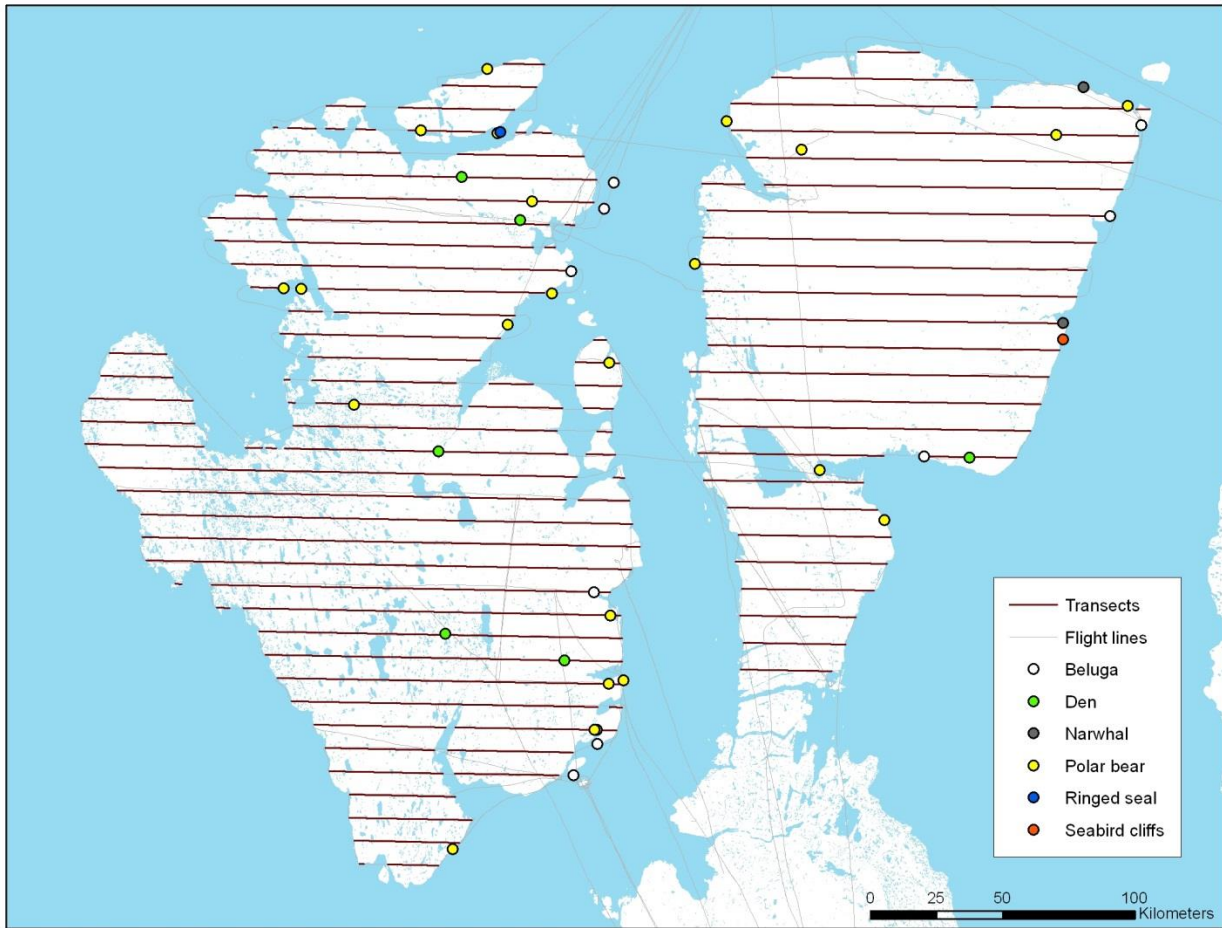 Transects
Flight lines
Beluga
Den
Narwhal
Polar bear
Ringed seal
Seabird cliffs
0 25 50 100
Kilometers